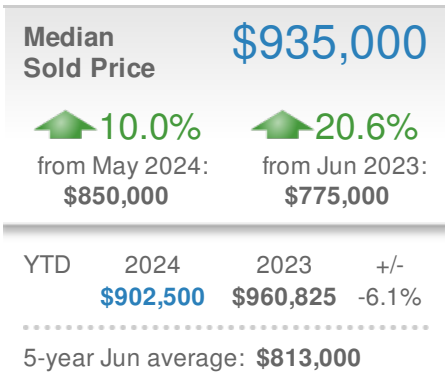 Median
Sold Price
$935,000
10.0%
from May 2024:
$850,000
20.6%
from Jun 2023:
$775,000
YTD 2024 2023 +/-
$902,500 $960,825 -6.1%
5-year Jun average: $813,000